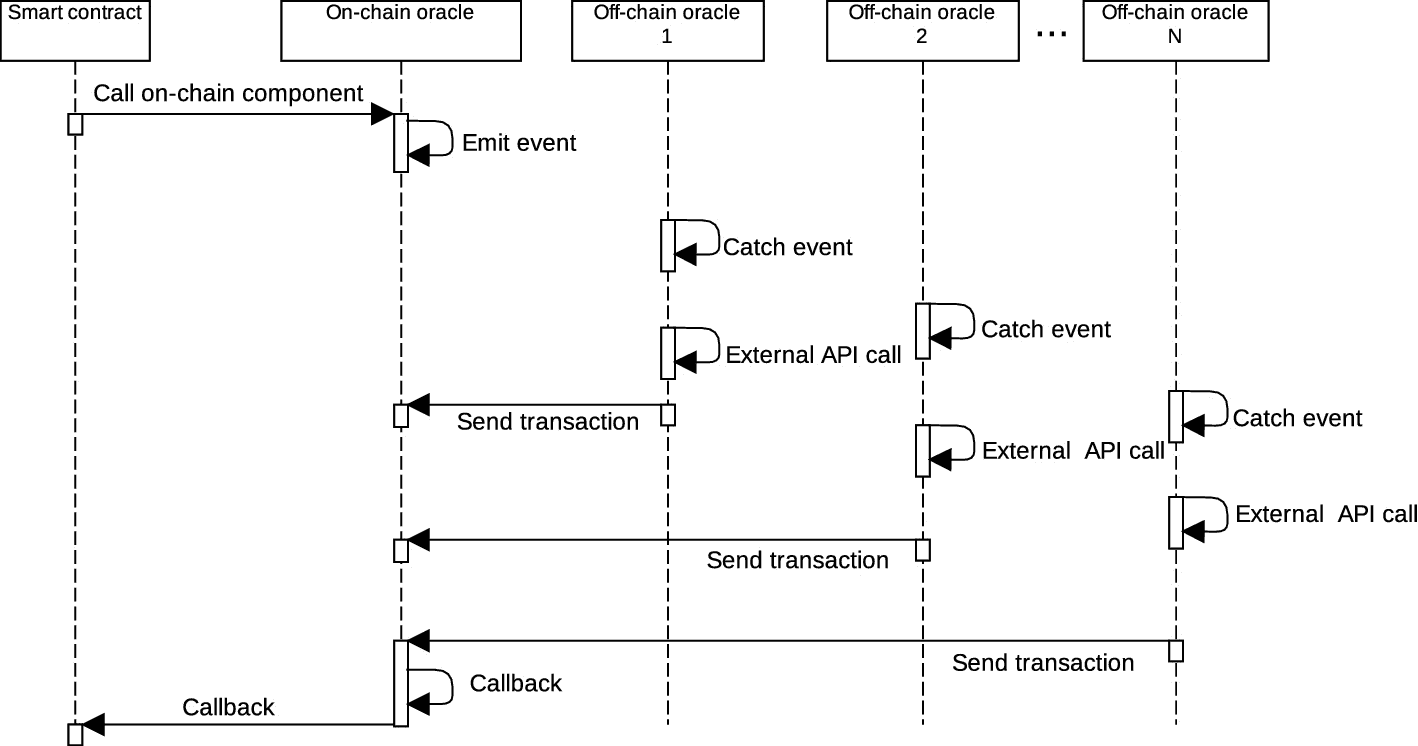 Smart contract
On-chain oracle
Off-chain oracle
1
Off-chain oracle
2
...
Off-chain oracle
N
Call on-chain component
Emit event
Catch event
Catch event
External API call
Catch event
Send transaction
External  API call
External  API call
Send transaction
Send transaction
Callback
Callback